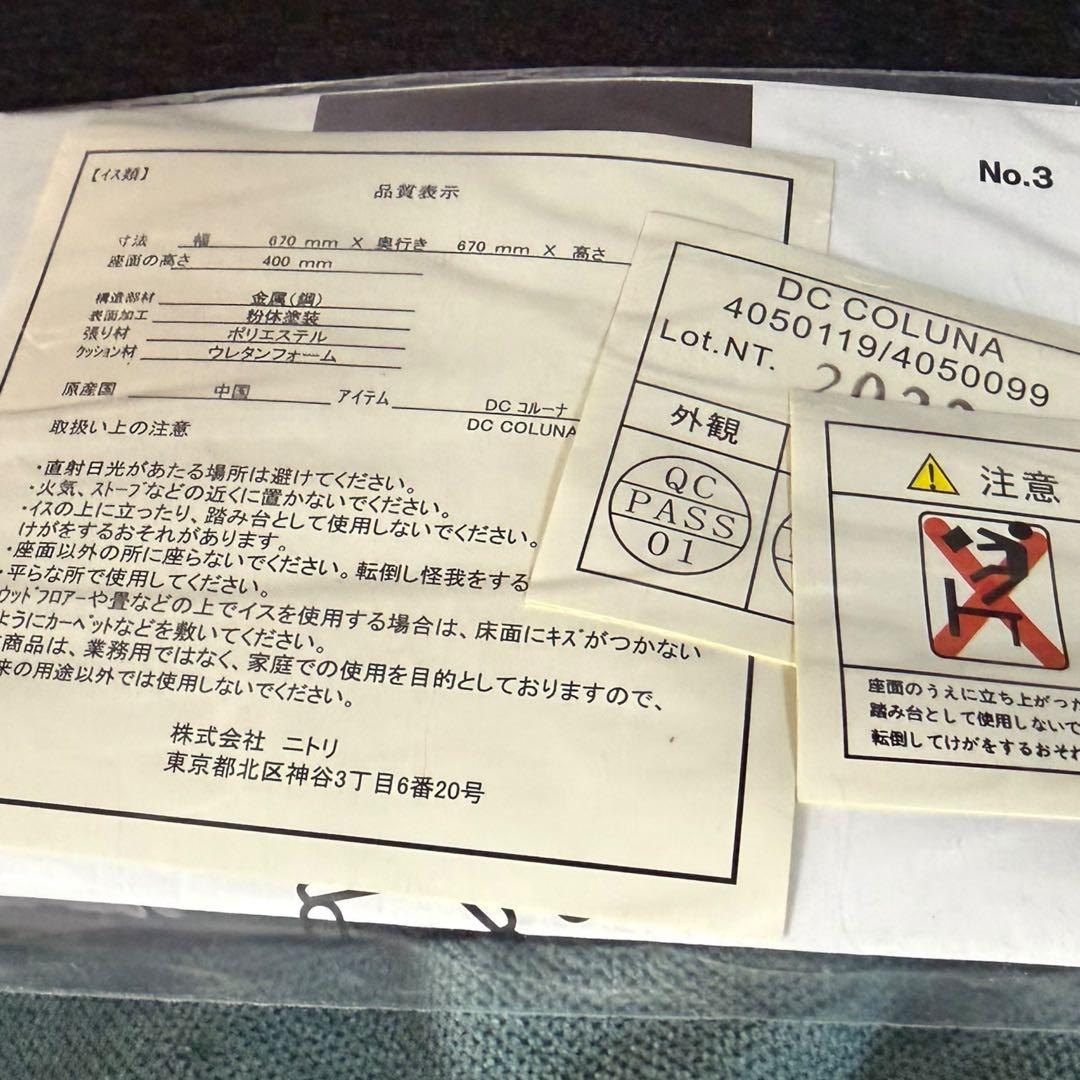 【イス類】
品質表示
寸法 幅 670 mm × 奥行き 670 mm × 高さ
座面の高さ 400 mm
構造部材 金属(鋼)
表面加工 粉体塗装
張り材 ポリエステル
クッション材 ウレタンフォーム
原産国 中国 アイテム DC コルーナ
DC COLUNA
取扱い上の注意
・直射日光があたる場所は避けてください。
・火気、ストーブなどの近くに置かないでください。
・イスの上に立ったり、踏み台として使用しないでください。
けがをするおそれがあります。
・座面以外の所に座らないでください。転倒し怪我をする
・平らな所で使用してください。
ウッドフロアーや畳などの上でイスを使用する場合は、床面にキズがつかない
ようにカーペットなどを敷いてください。
商品は、業務用ではなく、家庭での使用を目的としておりますので、
来の用途以外では使用しないでください。
株式会社 ニトリ
東京都北区神谷3丁目6番20号
No.3
DC COLUNA
4050119/4050099
Lot.NT.
外観
QC
PASS
01
注意
座面のうえに立ち上がった
踏み台として使用しないで
転倒してけがをするおそれ